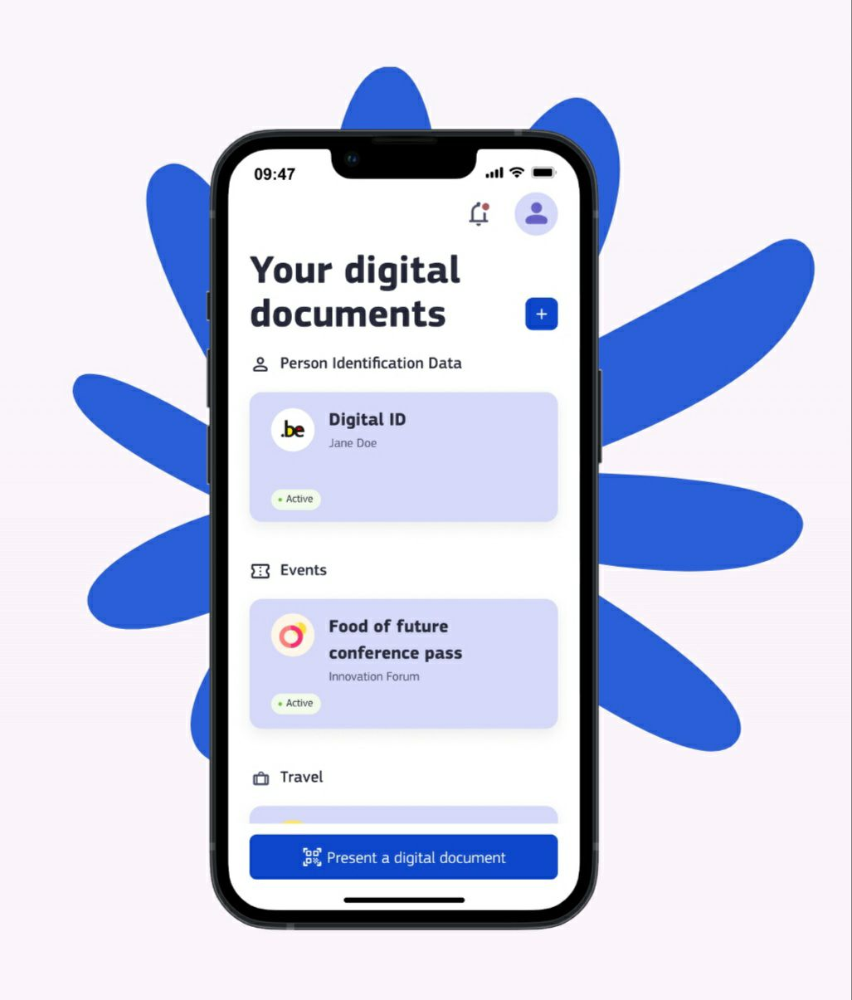 09:47
Your digital
documents
+
Person Identification Data
.be
Digital ID
Jane Doe
Active
Events
Food of future
conference pass
Innovation Forum
Active
Travel
Present a digital document